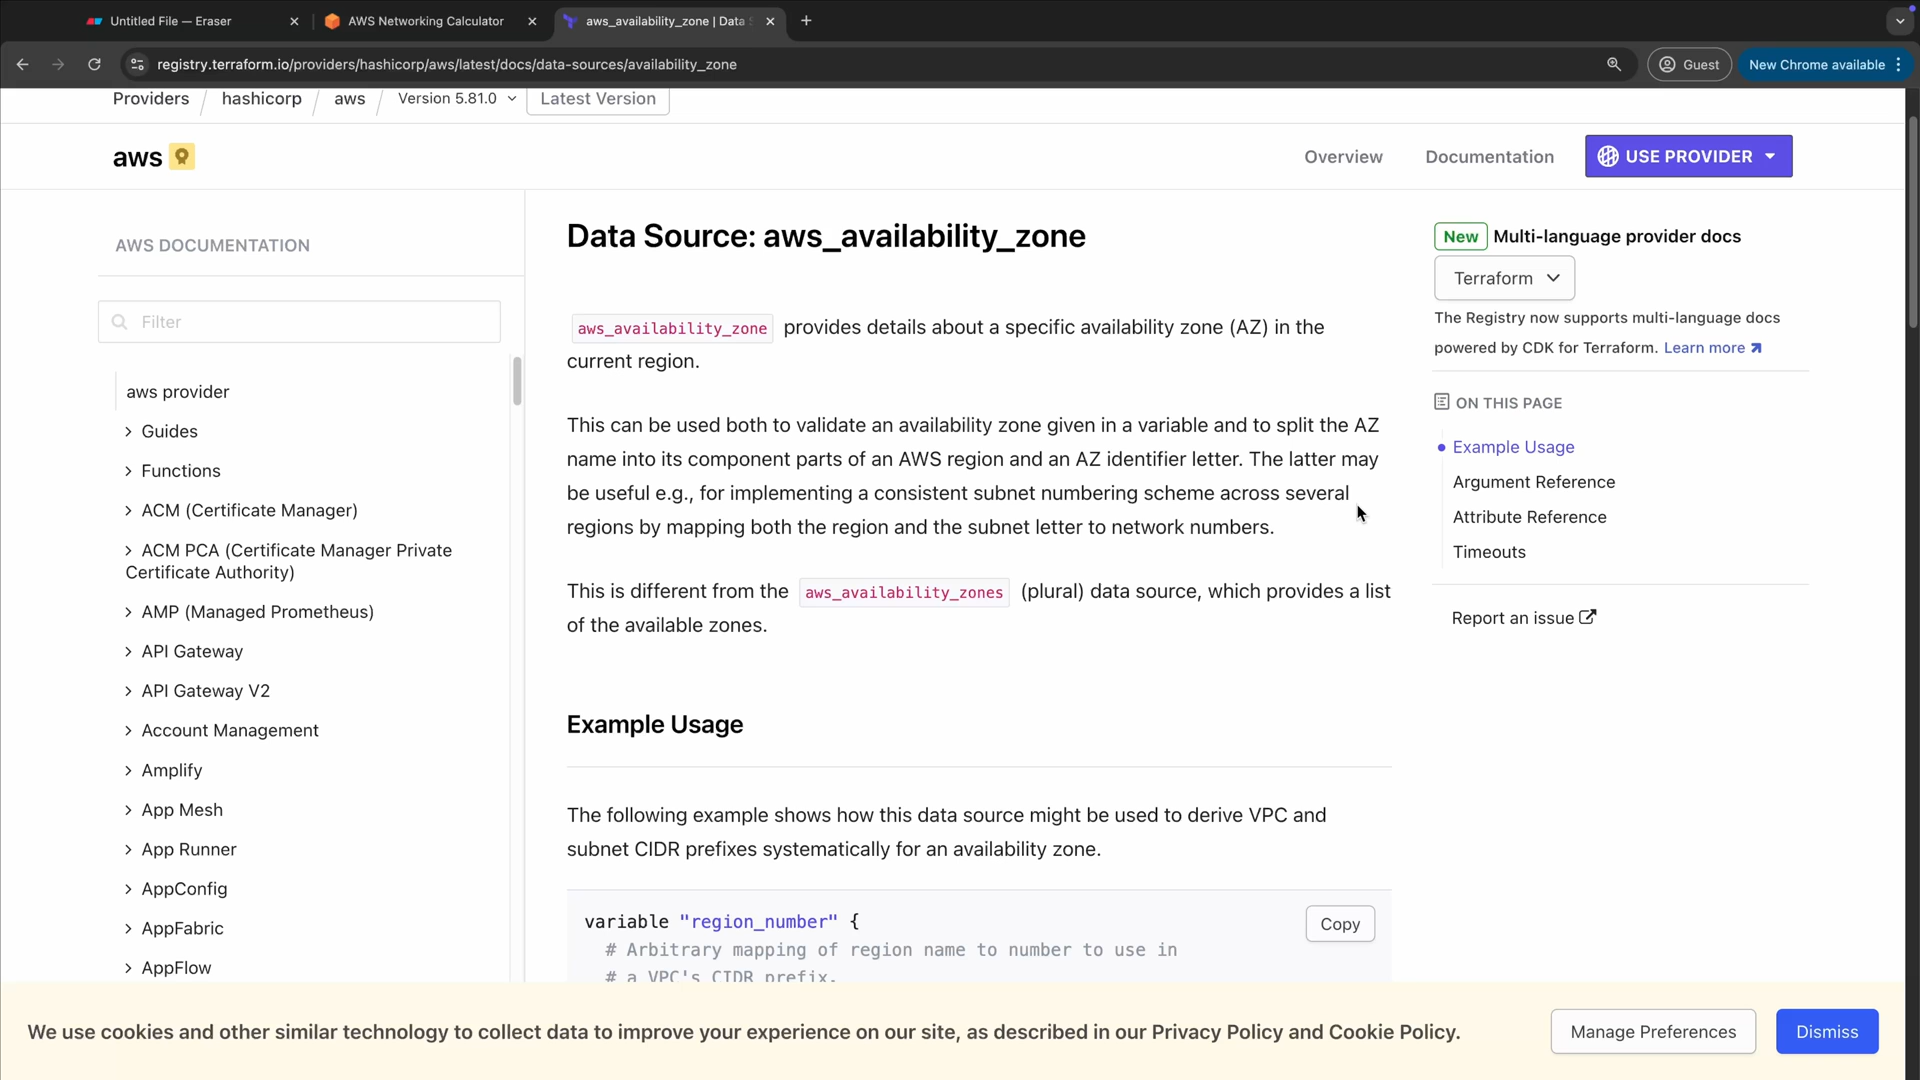 Untitled File — Eraser
AWS Networking Calculator
aws_availability_zone | Data S
registry.terraform.io/providers/hashicorp/aws/latest/docs/data-sources/availability_zone
Guest
New Chrome available
Providers / hashicorp / aws / Version 5.81.0
Latest Version
aws
Overview
Documentation
USE PROVIDER
AWS DOCUMENTATION
Filter
aws provider
Guides
Functions
ACM (Certificate Manager)
ACM PCA (Certificate Manager Private
Certificate Authority)
AMP (Managed Prometheus)
API Gateway
API Gateway V2
Account Management
Amplify
App Mesh
App Runner
AppConfig
AppFabric
AppFlow
Data Source: aws_availability_zone
aws_availability_zone provides details about a specific availability zone (AZ) in the
current region.
This can be used both to validate an availability zone given in a variable and to split the AZ
name into its component parts of an AWS region and an AZ identifier letter. The latter may
be useful e.g., for implementing a consistent subnet numbering scheme across several
regions by mapping both the region and the subnet letter to network numbers.
This is different from the aws_availability_zones (plural) data source, which provides a list
of the available zones.
Example Usage
The following example shows how this data source might be used to derive VPC and
subnet CIDR prefixes systematically for an availability zone.
variable "region_number" {
# Arbitrary mapping of region name to number to use in
# a VPC's CIDR prefix.
Copy
New Multi-language provider docs
Terraform
The Registry now supports multi-language docs
powered by CDK for Terraform. Learn more
ON THIS PAGE
Example Usage
Argument Reference
Attribute Reference
Timeouts
Report an issue
We use cookies and other similar technology to collect data to improve your experience on our site, as described in our Privacy Policy and Cookie Policy.
Manage Preferences
Dismiss